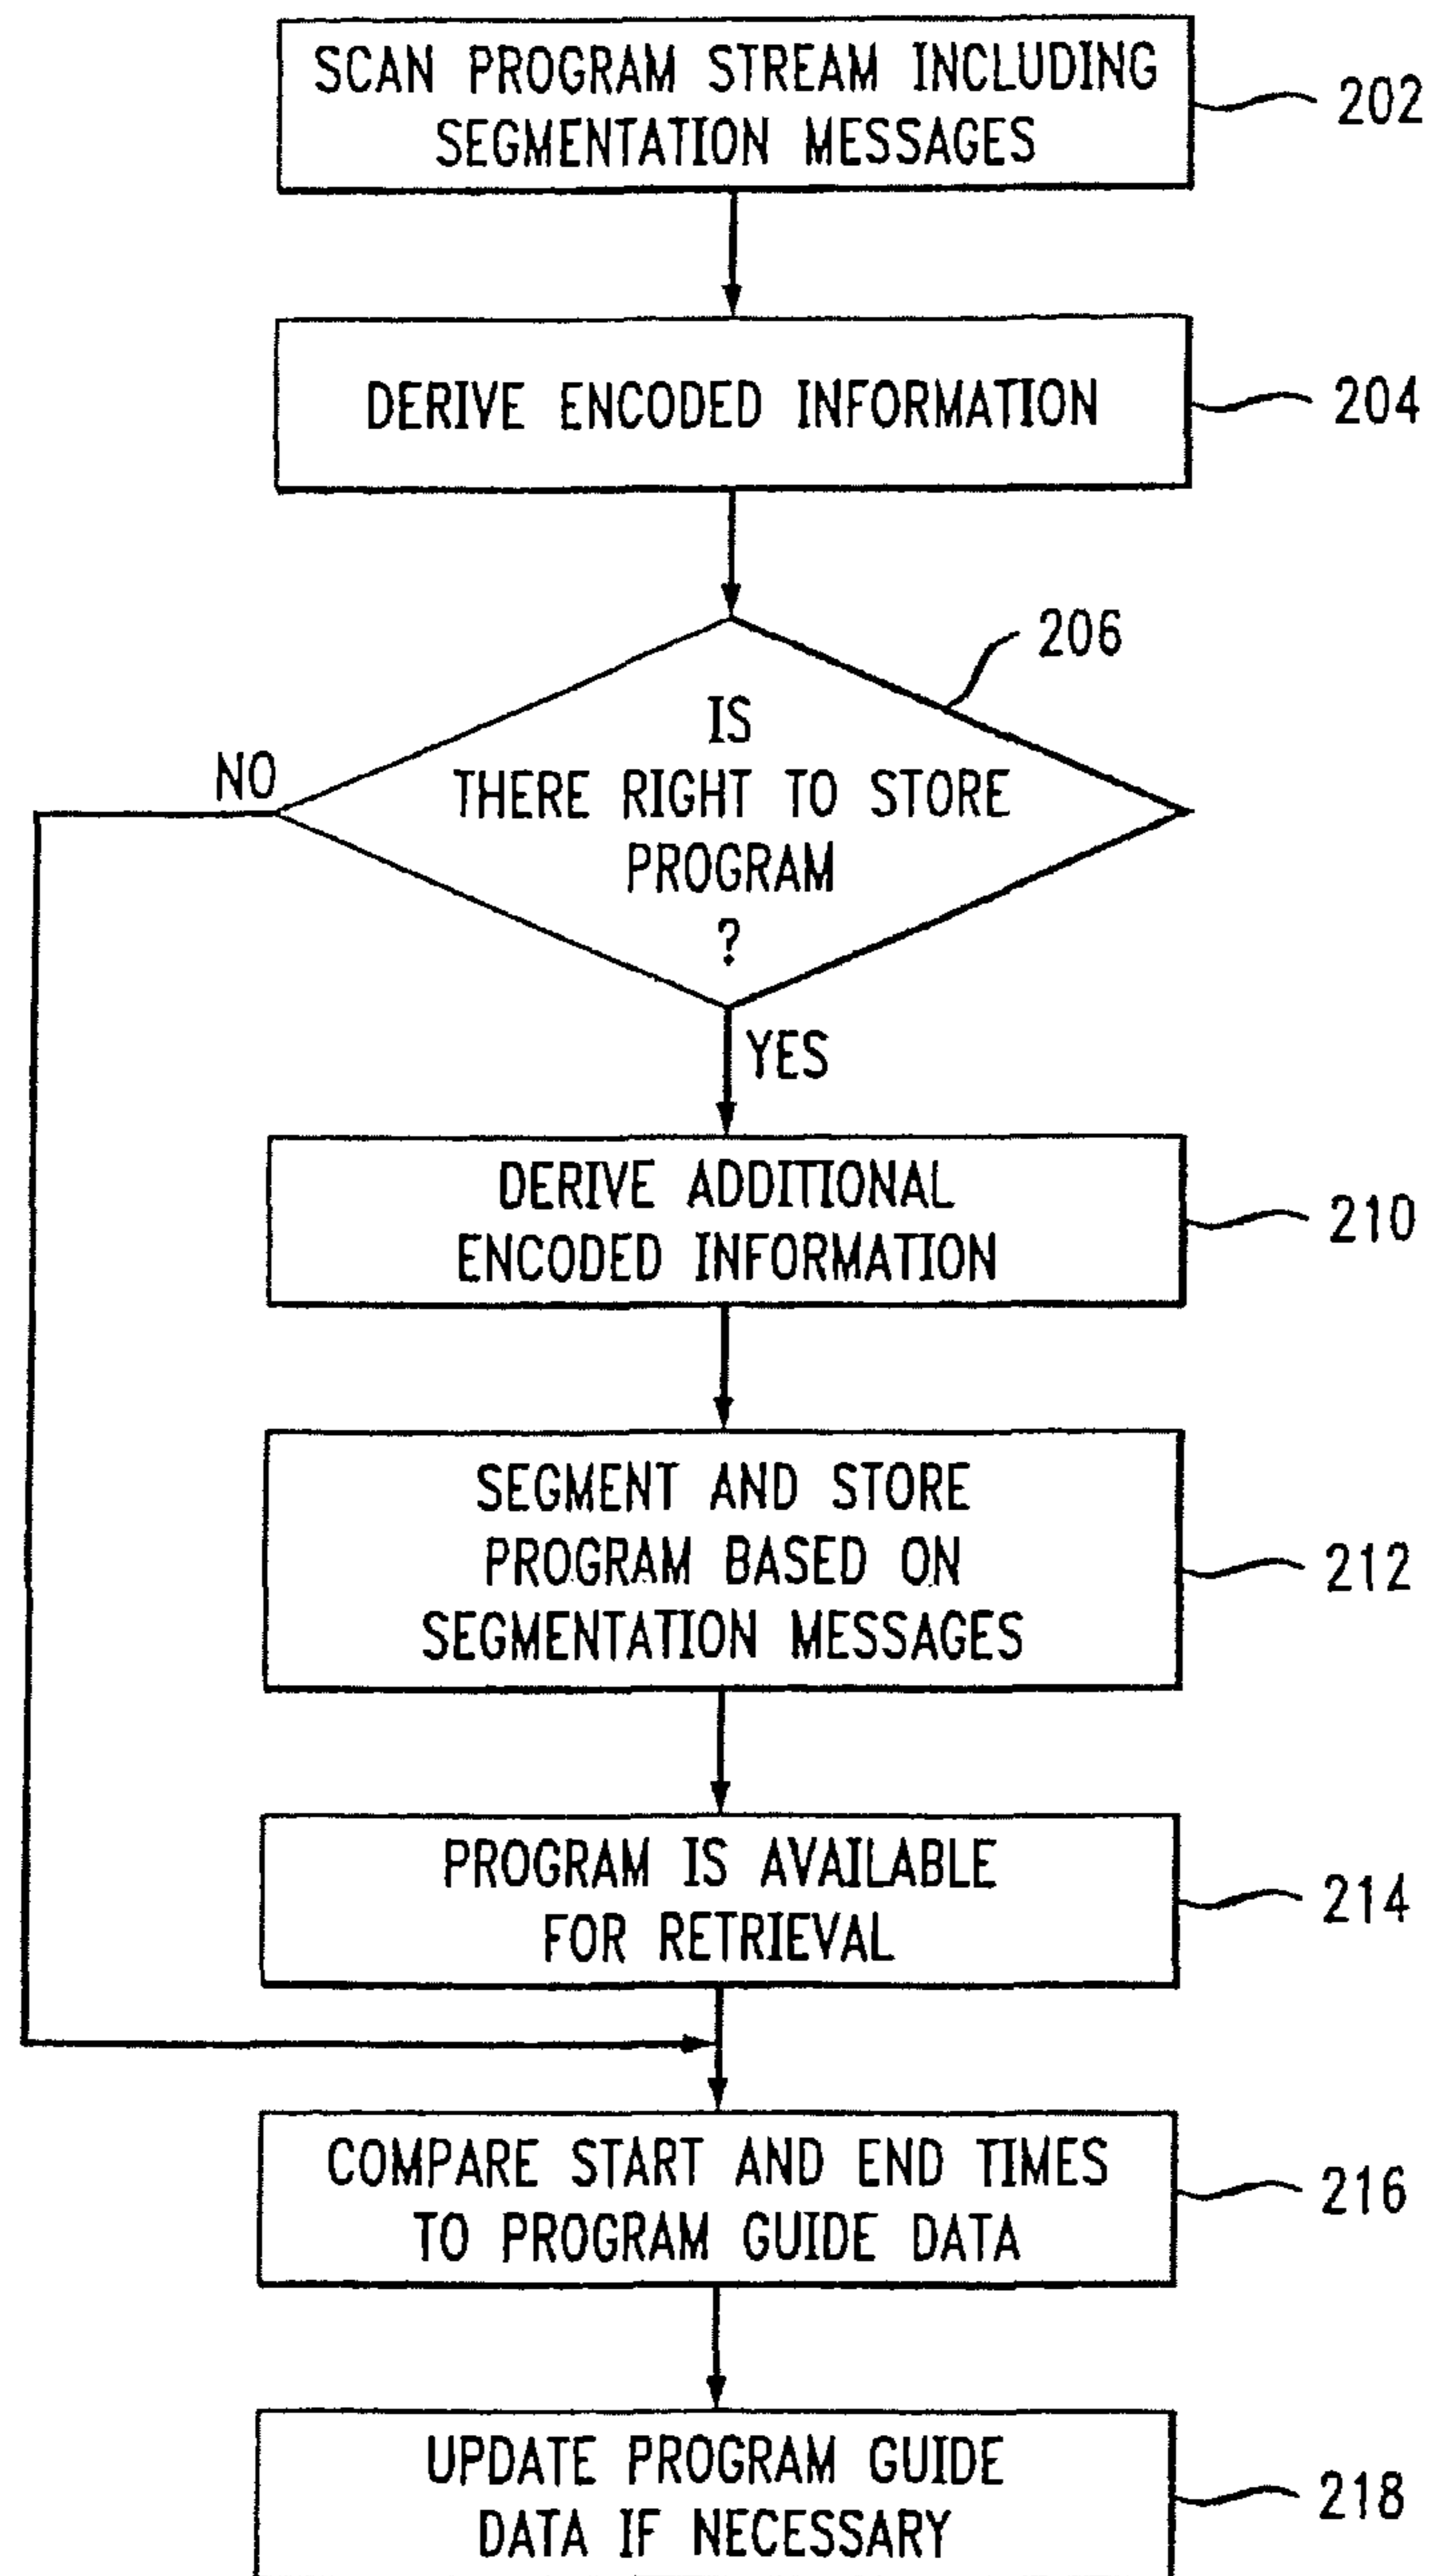 SCAN PROGRAM STREAM INCLUDING
SEGMENTATION MESSAGES
202
DERIVE ENCODED INFORMATION
204
206
IS
THERE RIGHT TO STORE
PROGRAM
?
NO
YES
DERIVE ADDITIONAL
ENCODED INFORMATION
210
SEGMENT AND STORE
PROGRAM BASED ON
SEGMENTATION MESSAGES
212
PROGRAM IS AVAILABLE
FOR RETRIEVAL
214
COMPARE START AND END TIMES
TO PROGRAM GUIDE DATA
216
UPDATE PROGRAM GUIDE
DATA IF NECESSARY
218